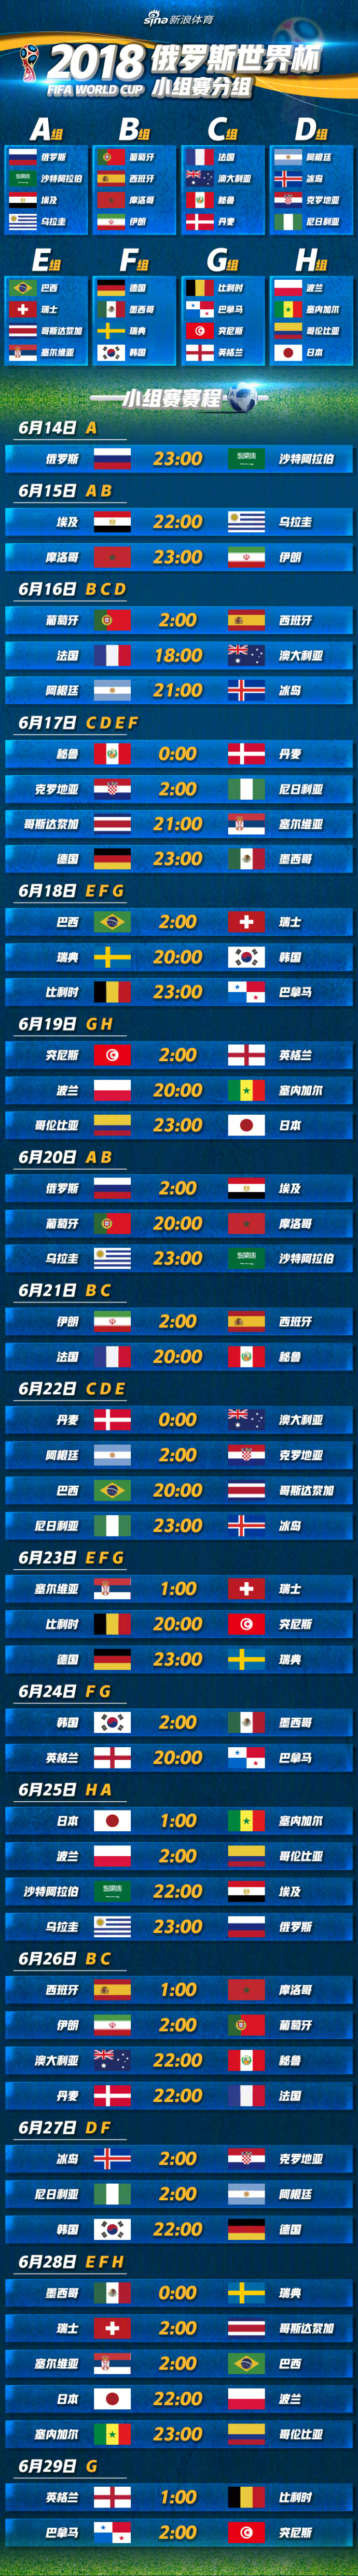 sina 新浪体育
2018 俄罗斯世界杯
FIFA WORLD CUP 小组赛分组
A组 B组 C组 D组
俄罗斯 葡萄牙 法国 阿根廷
沙特阿拉伯 西班牙 澳大利亚 冰岛
埃及 摩洛哥 秘鲁 克罗地亚
乌拉圭 伊朗 丹麦 尼日利亚
E组 F组 G组 H组
巴西 德国 比利时 波兰
瑞士 墨西哥 巴拿马 塞内加尔
哥斯达黎加 瑞典 突尼斯 哥伦比亚
塞尔维亚 韩国 英格兰 日本
小组赛赛程
6月14日 A
俄罗斯 23:00 沙特阿拉伯
6月15日 A B
埃及 22:00 乌拉圭
摩洛哥 23:00 伊朗
6月16日 B C D
葡萄牙 2:00 西班牙
法国 18:00 澳大利亚
阿根廷 21:00 冰岛
6月17日 C D E F
秘鲁 0:00 丹麦
克罗地亚 2:00 尼日利亚
哥斯达黎加 21:00 塞尔维亚
德国 23:00 墨西哥
6月18日 E F G
巴西 2:00 瑞士
瑞典 20:00 韩国
比利时 23:00 巴拿马
6月19日 G H
突尼斯 2:00 英格兰
波兰 20:00 塞内加尔
哥伦比亚 23:00 日本
6月20日 A B
俄罗斯 2:00 埃及
葡萄牙 20:00 摩洛哥
乌拉圭 23:00 沙特阿拉伯
6月21日 B C
伊朗 2:00 西班牙
法国 20:00 秘鲁
6月22日 C D E
丹麦 0:00 澳大利亚
阿根廷 2:00 克罗地亚
巴西 20:00 哥斯达黎加
尼日利亚 23:00 冰岛
6月23日 E F G
塞尔维亚 1:00 瑞士
比利时 20:00 突尼斯
德国 23:00 瑞典
6月24日 F G
韩国 2:00 墨西哥
英格兰 20:00 巴拿马
6月25日 H A
日本 1:00 塞内加尔
波兰 2:00 哥伦比亚
沙特阿拉伯 22:00 埃及
乌拉圭 23:00 俄罗斯
6月26日 B C
西班牙 1:00 摩洛哥
伊朗 2:00 葡萄牙
澳大利亚 22:00 秘鲁
丹麦 22:00 法国
6月27日 D F
冰岛 2:00 克罗地亚
尼日利亚 2:00 阿根廷
韩国 22:00 德国
6月28日 E F H
墨西哥 0:00 瑞典
瑞士 2:00 哥斯达黎加
塞尔维亚 2:00 巴西
日本 22:00 波兰
塞内加尔 23:00 哥伦比亚
6月29日 G
英格兰 1:00 比利时
巴拿马 2:00 突尼斯